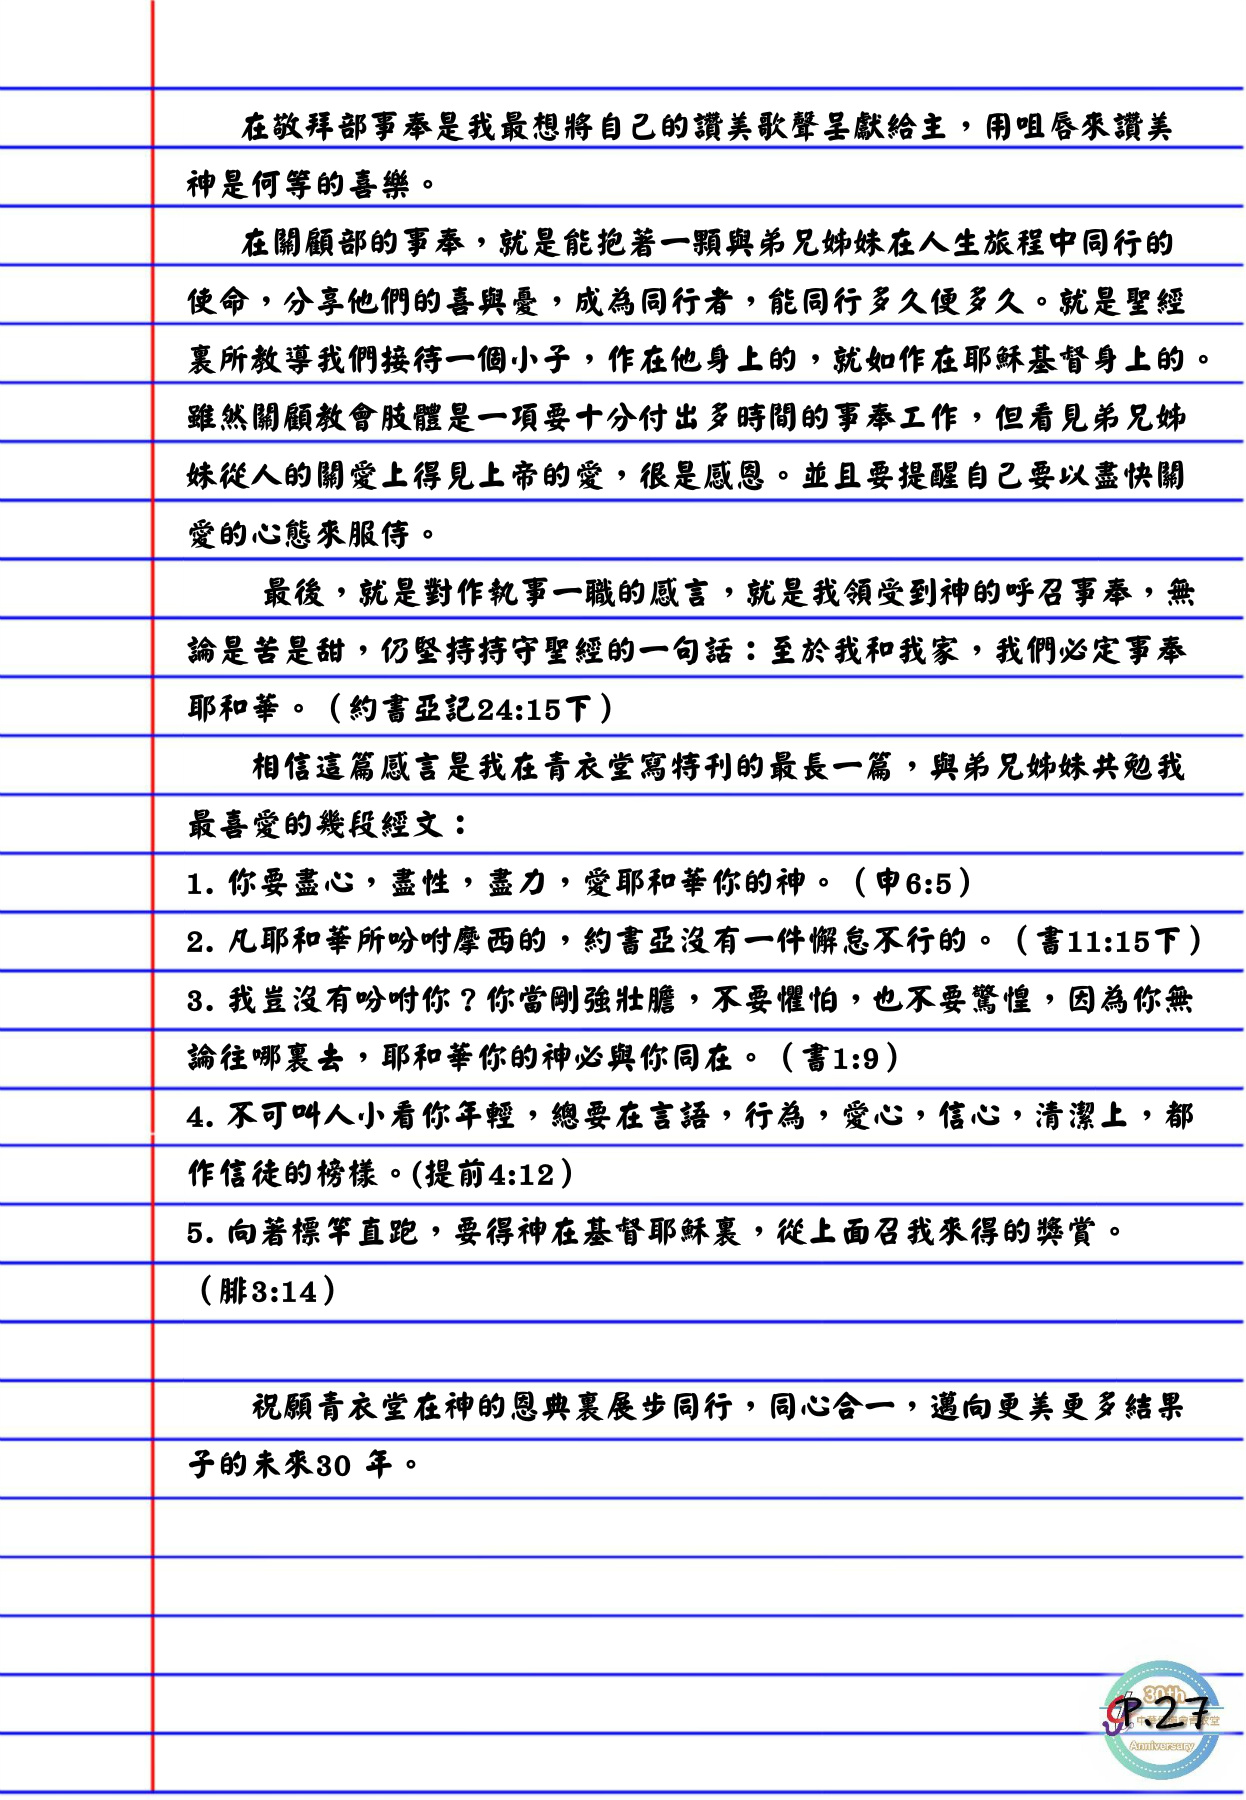 在敬拜部事奉是我最想將自己的讚美歌聲呈獻給主，用咀唇來讚美
神是何等的喜樂。
在關顧部的事奉，就是能抱著一顆與弟兄姊妹在人生旅程中同行的
使命，分享他們的喜與憂，成為同行者，能同行多久便多久。就是聖經
裏所教導我們接待一個小子，作在他身上的，就如作在耶穌基督身上的。
雖然關顧教會肢體是一項要十分付出多時間的事奉工作，但看見弟兄姊
妹從人的關愛上得見上帝的愛，很是感恩。並且要提醒自己要以盡快關
愛的心態來服侍。
最後，就是對作執事一職的感言，就是我領受到神的呼召事奉，無
論是苦是甜，仍堅持持守聖經的一句話：至於我和我家，我們必定事奉
耶和華。（約書亞記24:15下）
相信這篇感言是我在青衣堂寫特刊的最長一篇，與弟兄姊妹共勉我
最喜愛的幾段經文：
1. 你要盡心，盡性，盡力，愛耶和華你的神。（申6:5）
2. 凡耶和華所吩咐摩西的，約書亞沒有一件懈怠不行的。（書11:15下）
3. 我豈沒有吩咐你？你當剛強壯膽，不要懼怕，也不要驚惶，因為你無
論往哪裏去，耶和華你的神必與你同在。（書1:9）
4. 不可叫人小看你年輕，總要在言語，行為，愛心，信心，清潔上，都
作信徒的榜樣。(提前4:12）
5. 向著標竿直跑，要得神在基督耶穌裏，從上面召我來得的獎賞。
（腓3:14）
祝願青衣堂在神的恩典裏展步同行，同心合一，邁向更美更多結果
子的未來30 年。
30th
P.27
Anniversary